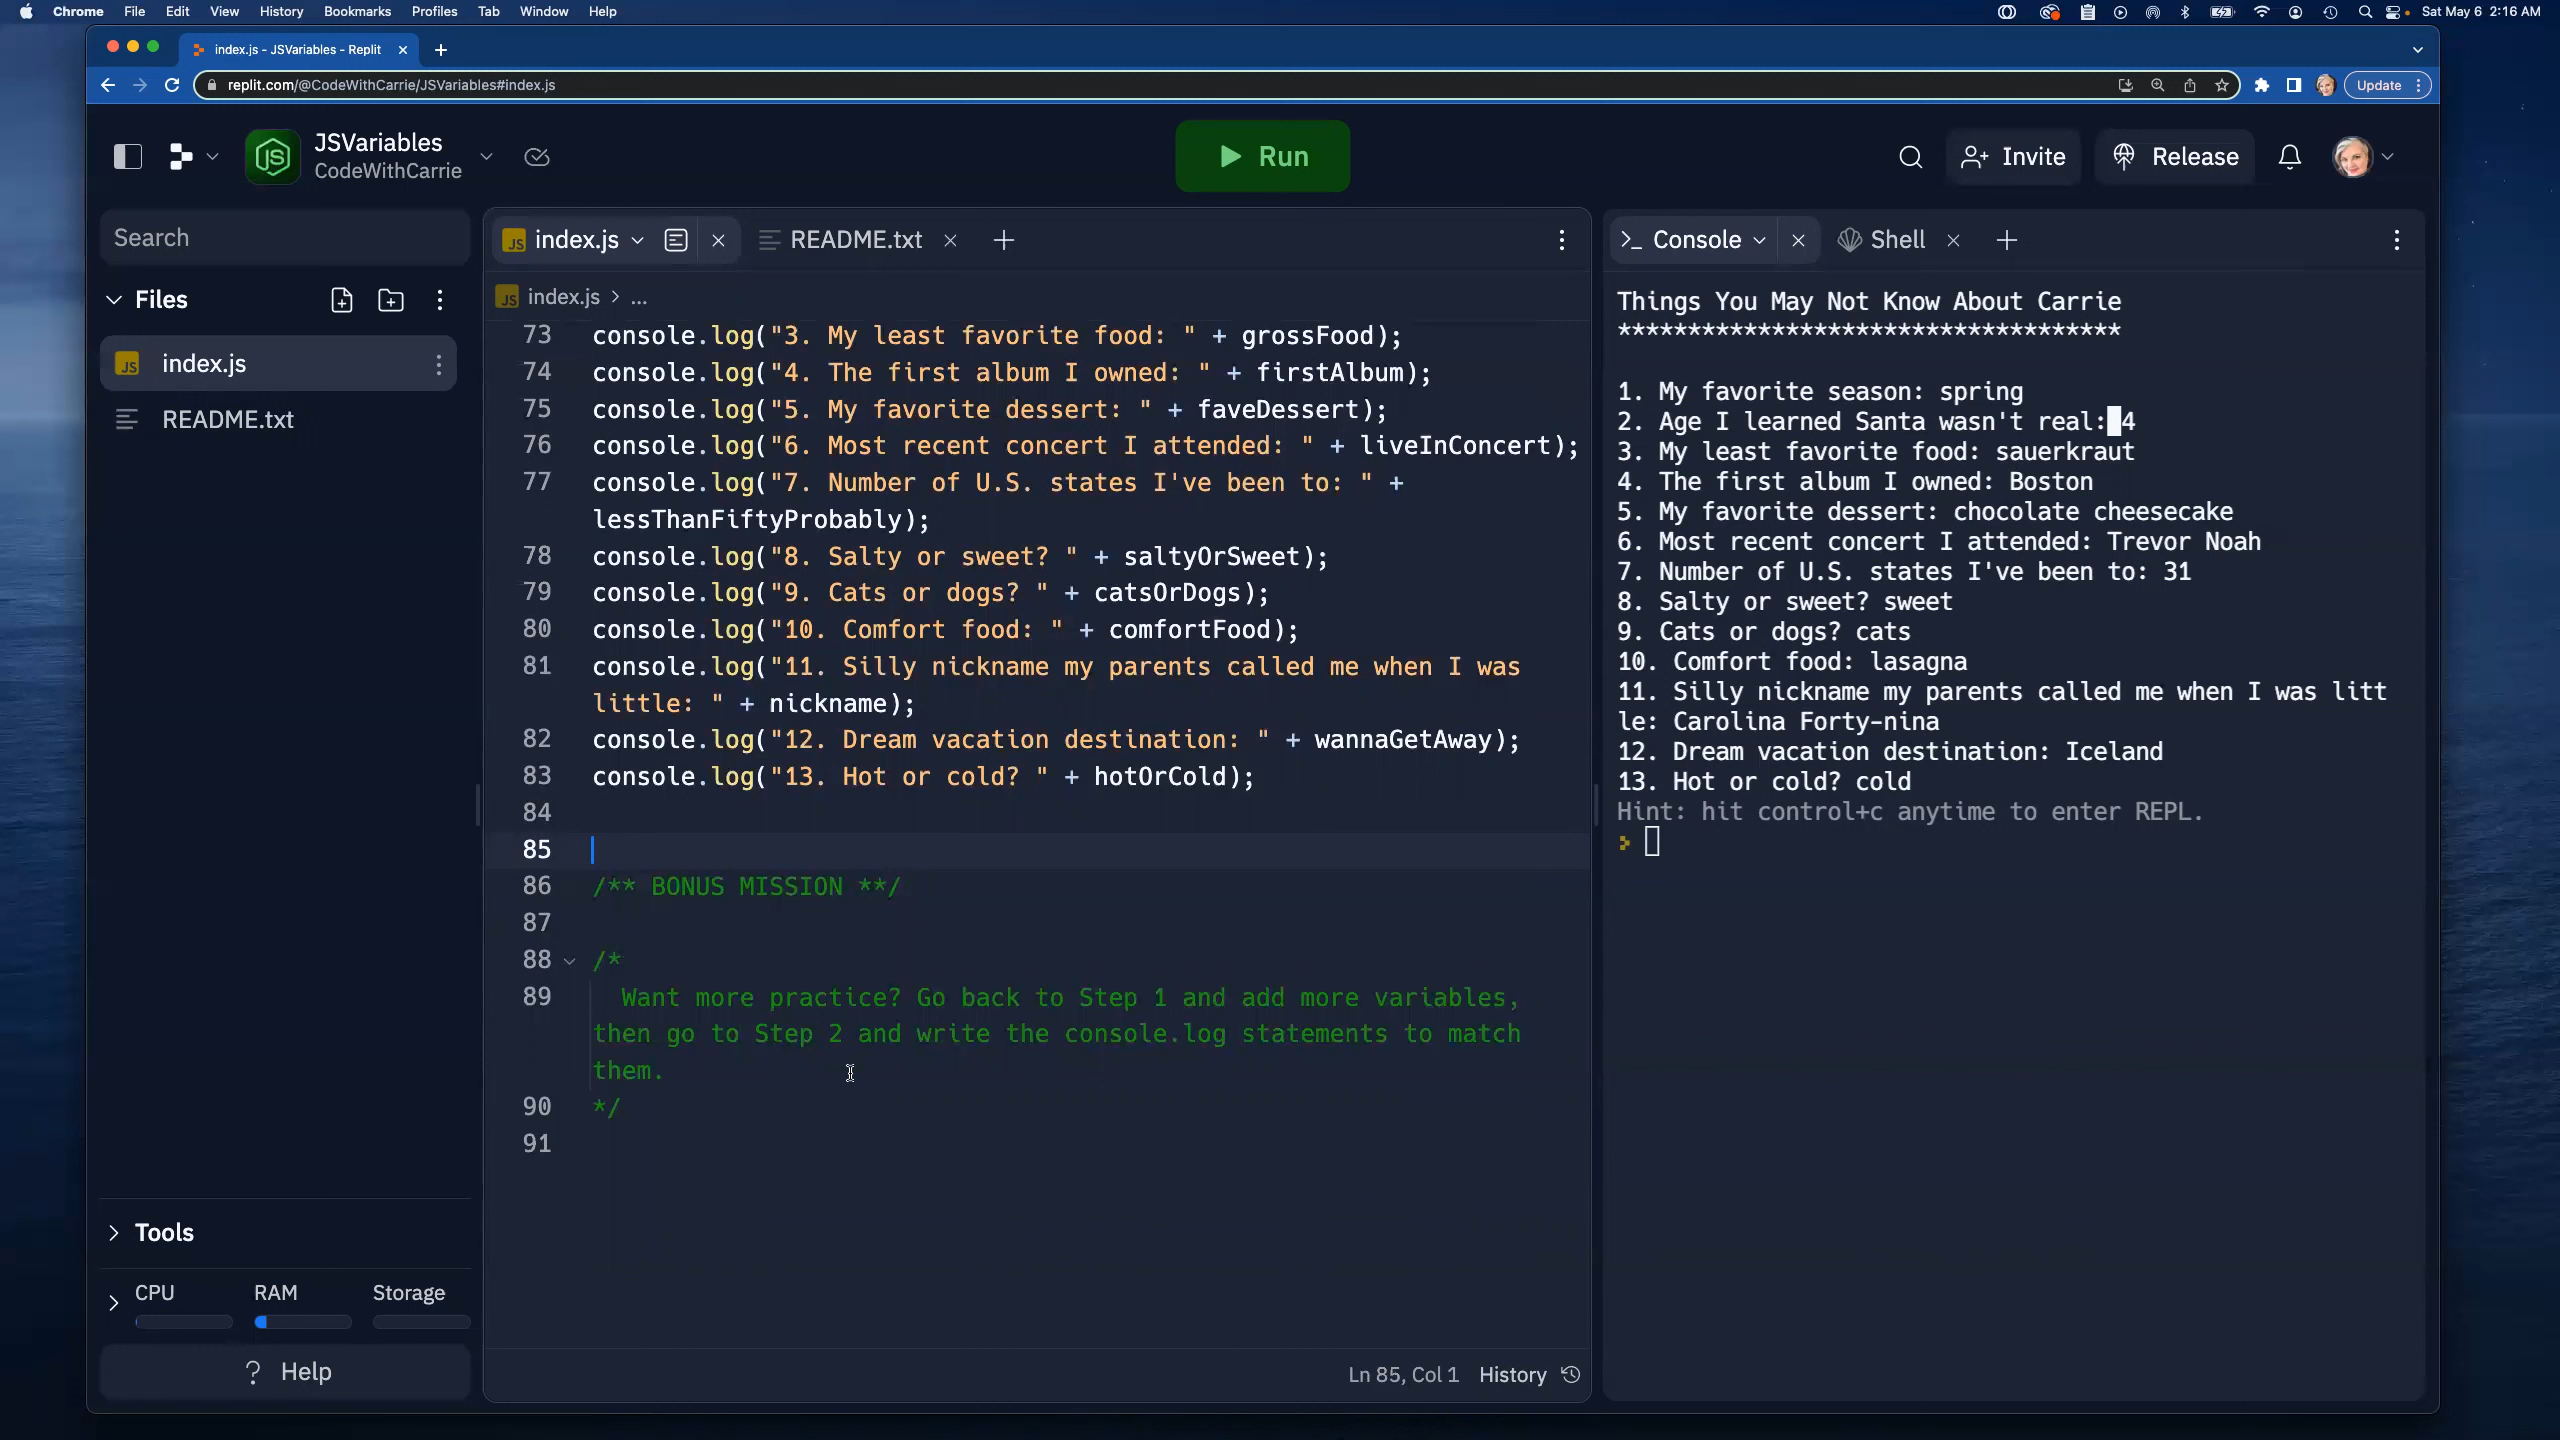 Chrome File Edit View History Bookmarks Profiles Tab Window Help
Sat May 6 2:16 AM
index.js - JSVariables - Replit
replit.com/@CodeWithCarrie/JSVariables#index.js
Update
JSVariables
CodeWithCarrie
Run
Invite
Release
Search
Files
index.js
README.txt
Tools
CPU RAM Storage
? Help
index.js
README.txt
index.js > ...
73 console.log("3. My least favorite food: " + grossFood);
74 console.log("4. The first album I owned: " + firstAlbum);
75 console.log("5. My favorite dessert: " + faveDessert);
76 console.log("6. Most recent concert I attended: " + liveInConcert);
77 console.log("7. Number of U.S. states I've been to: " +
lessThanFiftyProbably);
78 console.log("8. Salty or sweet? " + saltyOrSweet);
79 console.log("9. Cats or dogs? " + catsOrDogs);
80 console.log("10. Comfort food: " + comfortFood);
81 console.log("11. Silly nickname my parents called me when I was
little: " + nickname);
82 console.log("12. Dream vacation destination: " + wannaGetAway);
83 console.log("13. Hot or cold? " + hotOrCold);
84
85
86 /** BONUS MISSION **/
87
88 /*
89 Want more practice? Go back to Step 1 and add more variables,
then go to Step 2 and write the console.log statements to match
them.
90 */
91
Ln 85, Col 1 History
>_ Console
Shell
Things You May Not Know About Carrie
************************************
1. My favorite season: spring
2. Age I learned Santa wasn't real: 4
3. My least favorite food: sauerkraut
4. The first album I owned: Boston
5. My favorite dessert: chocolate cheesecake
6. Most recent concert I attended: Trevor Noah
7. Number of U.S. states I've been to: 31
8. Salty or sweet? sweet
9. Cats or dogs? cats
10. Comfort food: lasagna
11. Silly nickname my parents called me when I was litt
le: Carolina Forty-nina
12. Dream vacation destination: Iceland
13. Hot or cold? cold
Hint: hit control+c anytime to enter REPL.